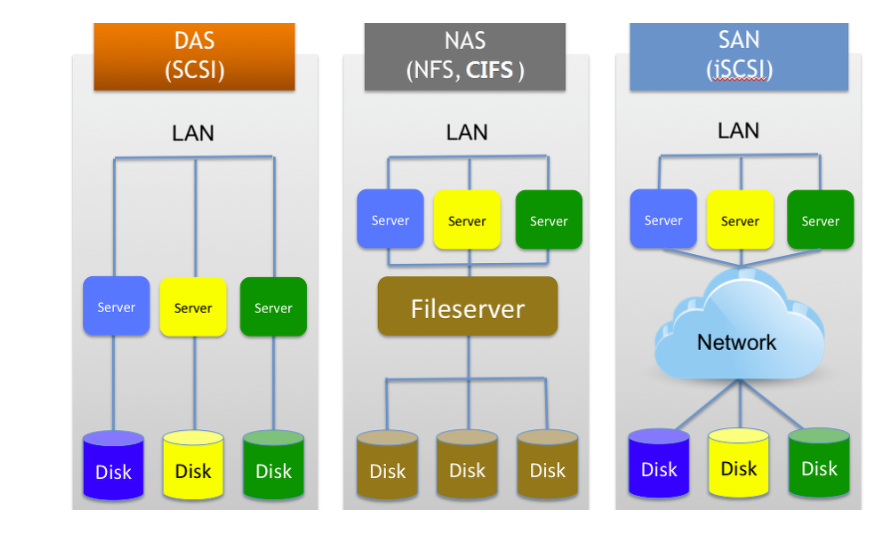 DAS
(SCSI)
LAN
Server
Server
Server
Disk
Disk
Disk
NAS
(NFS, CIFS )
LAN
Server
Server
Server
Fileserver
Disk
Disk
Disk
SAN
(iSCSI)
LAN
Server
Server
Server
Network
Disk
Disk
Disk